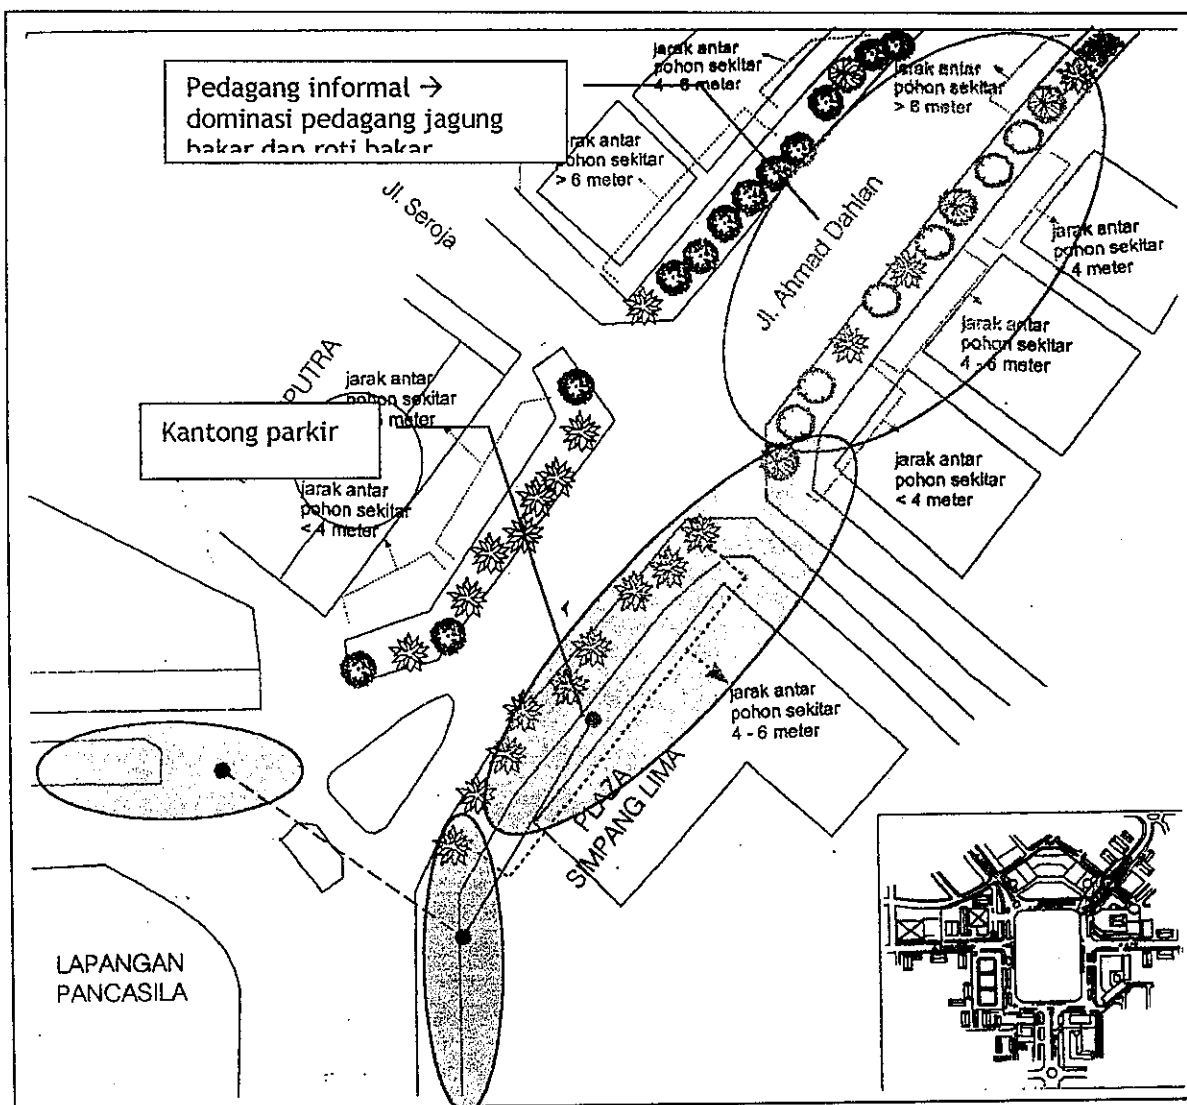 jarak antar
pohon sekitar
4 - 6 meter
jarak antar
pohon sekitar
> 6 meter
Pedagang informal →
dominasi pedagang jagung
bakar dan roti bakar
jarak antar
pohon sekitar
> 6 meter
Jl. Seroja
Jl. Ahmad Dahlan
jarak antar
pohon sekitar
4 meter
jarak antar
pohon sekitar
4 - 6 meter
PUTRA
jarak antar
pohon sekitar
meter
Kantong parkir
jarak antar
pohon sekitar
< 4 meter
jarak antar
pohon sekitar
< 4 meter
jarak antar
pohon sekitar
4 - 6 meter
PLAZA
SIMPANG LIMA
LAPANGAN
PANCASILA